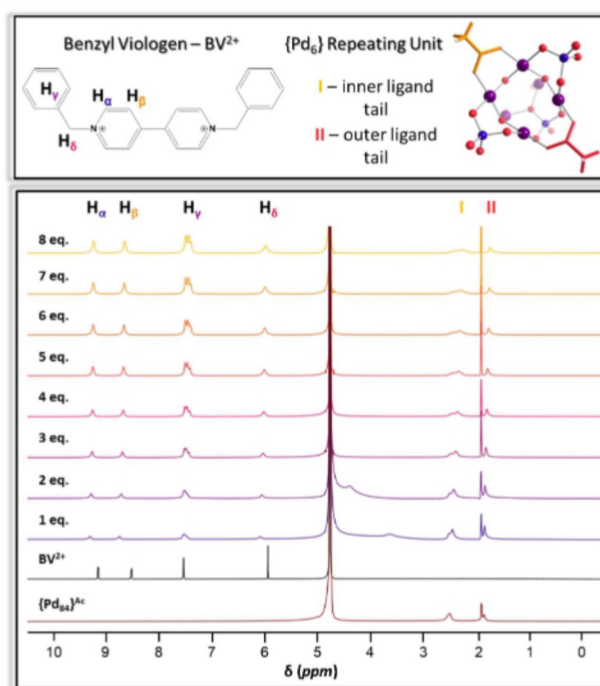 Benzyl Viologen – BV²⁺
{Pd₆} Repeating Unit
Hγ
Hα
Hβ
Hδ
N⁺
N⁺
I – inner ligand
tail
II – outer ligand
tail
Hα Hβ Hγ Hδ I II
8 eq.
7 eq.
6 eq.
5 eq.
4 eq.
3 eq.
2 eq.
1 eq.
BV²⁺
{Pd₈₄}ᴬᶜ
10 9 8 7 6 5 4 3 2 1 0
δ (ppm)